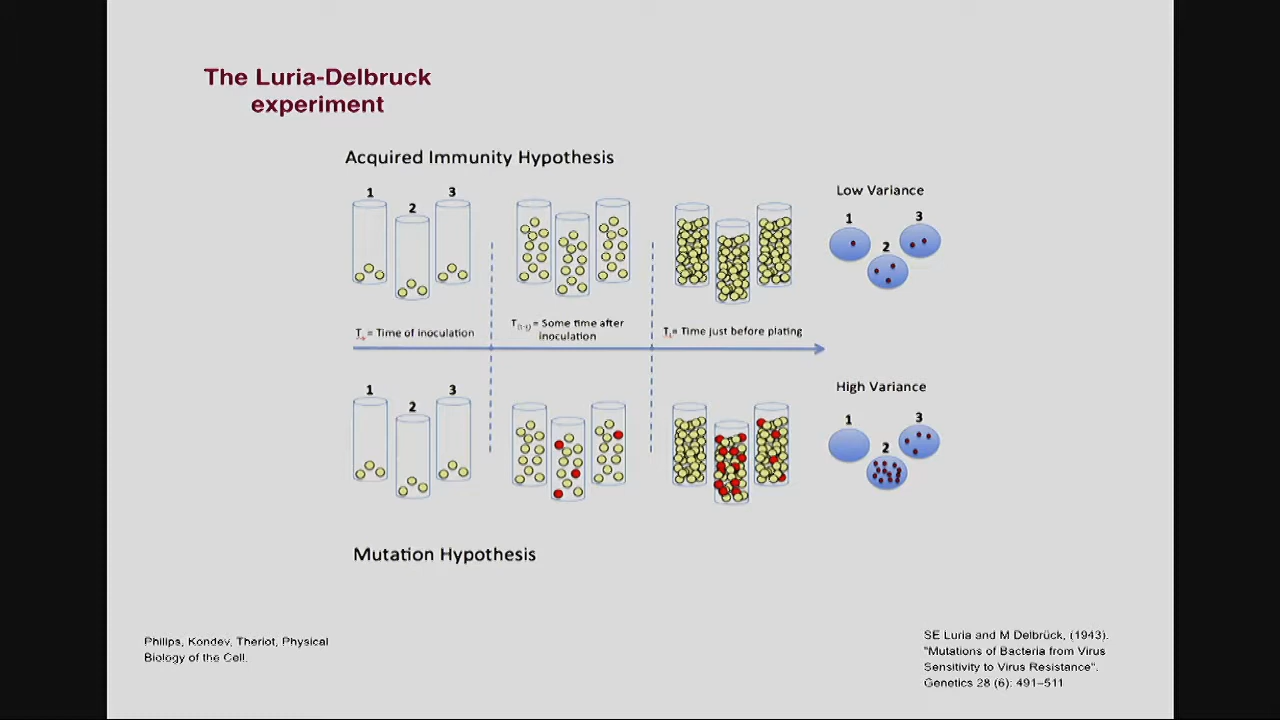 The Luria-Delbruck
experiment
Acquired Immunity Hypothesis
1
2
3
Low Variance
1
2
3
T = Time of inoculation
T(t-1) = Some time after
inoculation
T = Time just before plating
1
2
3
High Variance
1
2
3
Mutation Hypothesis
Philips, Kondev, Theriot, Physical
Biology of the Cell.
SE Luria and M Delbrück, (1943).
"Mutations of Bacteria from Virus
Sensitivity to Virus Resistance".
Genetics 28 (6): 491–511